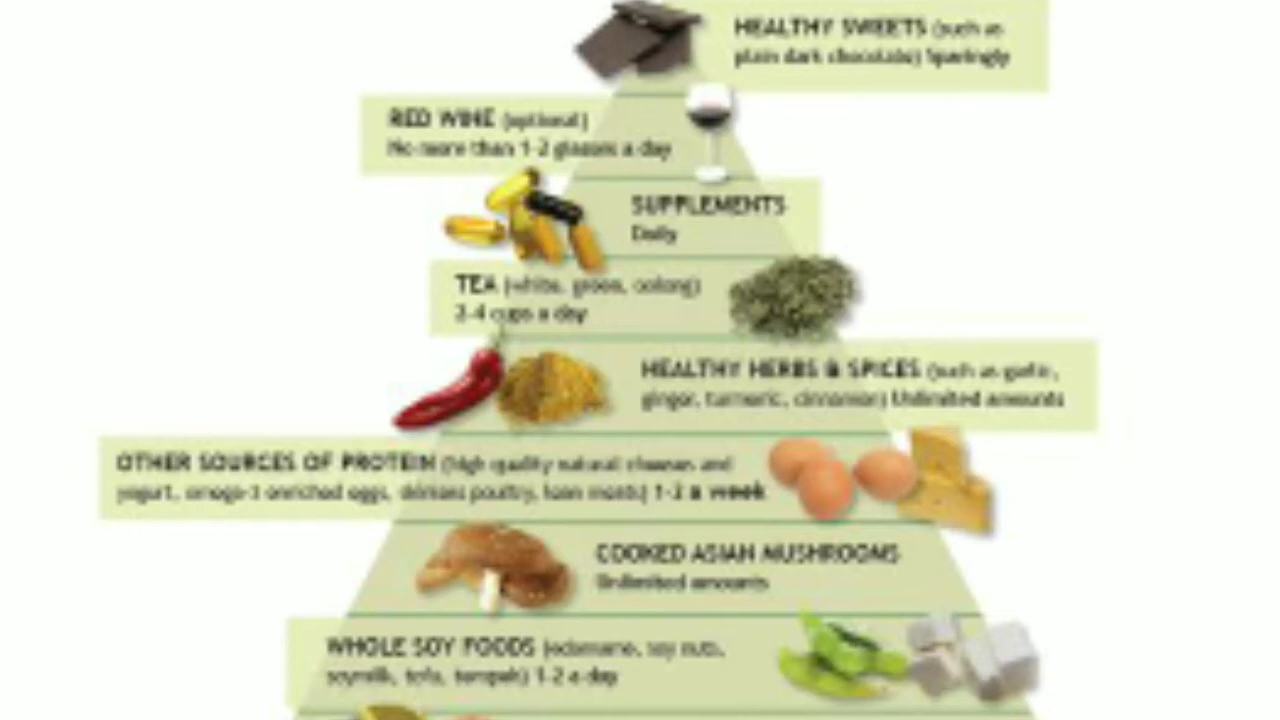 HEALTHY SWEETS (such as
plain dark chocolate) Sparingly
RED WINE (optional)
No more than 1-2 glasses a day
SUPPLEMENTS
Daily
TEA (white, green, oolong)
2-4 cups a day
HEALTHY HERBS & SPICES (such as garlic,
ginger, turmeric, cinnamon) Unlimited amounts
OTHER SOURCES OF PROTEIN (high quality natural cheeses and
yogurt, omega-3 enriched eggs, skinless poultry, lean meats) 1-2 a week
COOKED ASIAN MUSHROOMS
Unlimited amounts
WHOLE SOY FOODS (edamame, soy nuts,
soymilk, tofu, tempeh) 1-2 a day